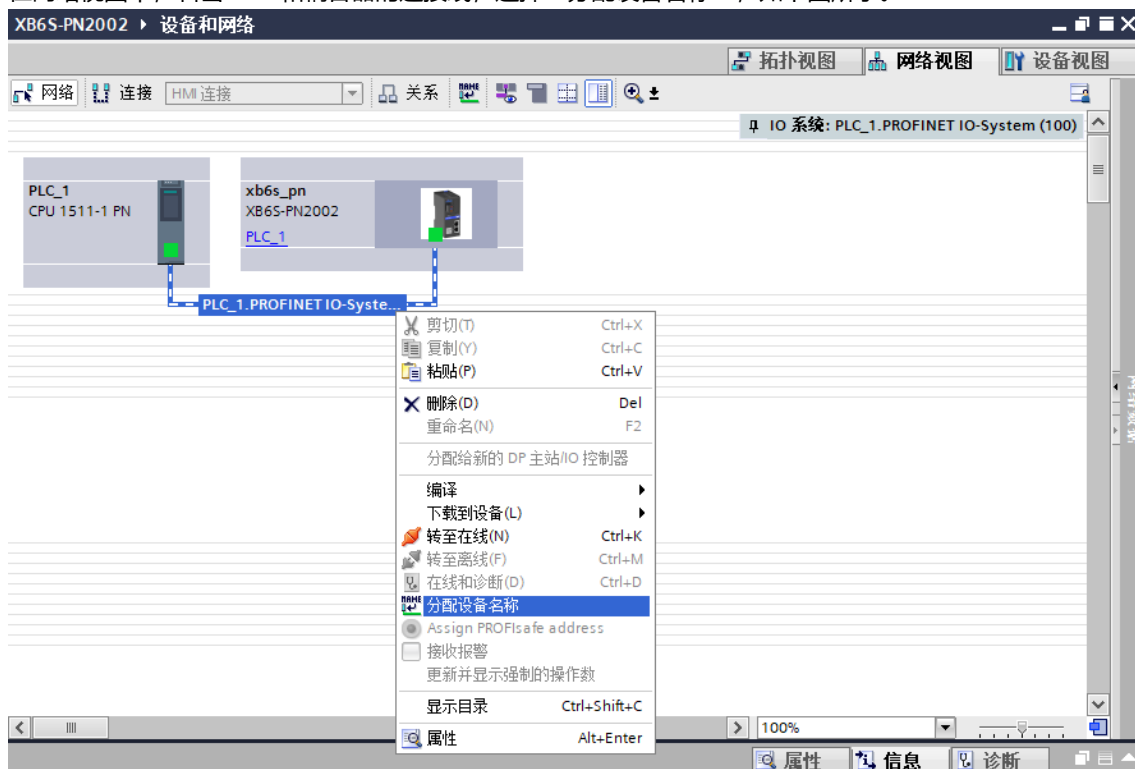 XB6S-PN2002 ▸ 设备和网络
拓扑视图 网络视图 设备视图
网络 连接 HMI 连接 关系
IO 系统: PLC_1.PROFINET IO-System (100)
PLC_1
CPU 1511-1 PN
xb6s_pn
XB6S-PN2002
PLC_1
PLC_1.PROFINET IO-Syste...
剪切(T) Ctrl+X
复制(Y) Ctrl+C
粘贴(P) Ctrl+V
删除(D) Del
重命名(N) F2
分配给新的 DP 主站/IO 控制器
编译
下载到设备(L)
转至在线(N) Ctrl+K
转至离线(F) Ctrl+M
在线和诊断(D) Ctrl+D
分配设备名称
Assign PROFIsafe address
接收报警
更新并显示强制的操作数
显示目录 Ctrl+Shift+C
属性 Alt+Enter
100%
属性 信息 诊断